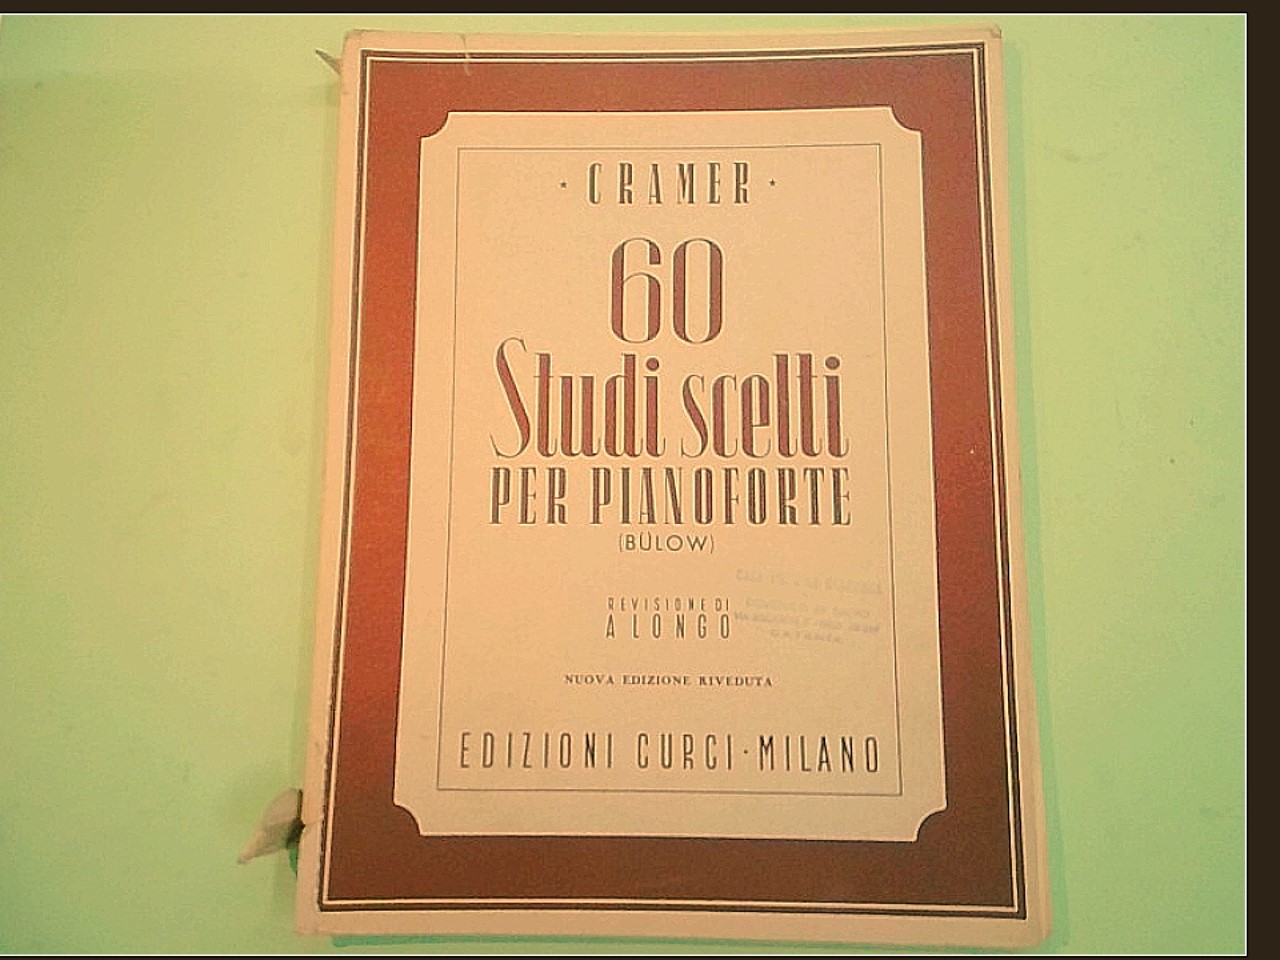 · CRAMER ·
60
Studi scelti
PER PIANOFORTE
(BÜLOW)
REVISIONE DI
A LONGO
NUOVA EDIZIONE RIVEDUTA
EDIZIONI CURCI · MILANO